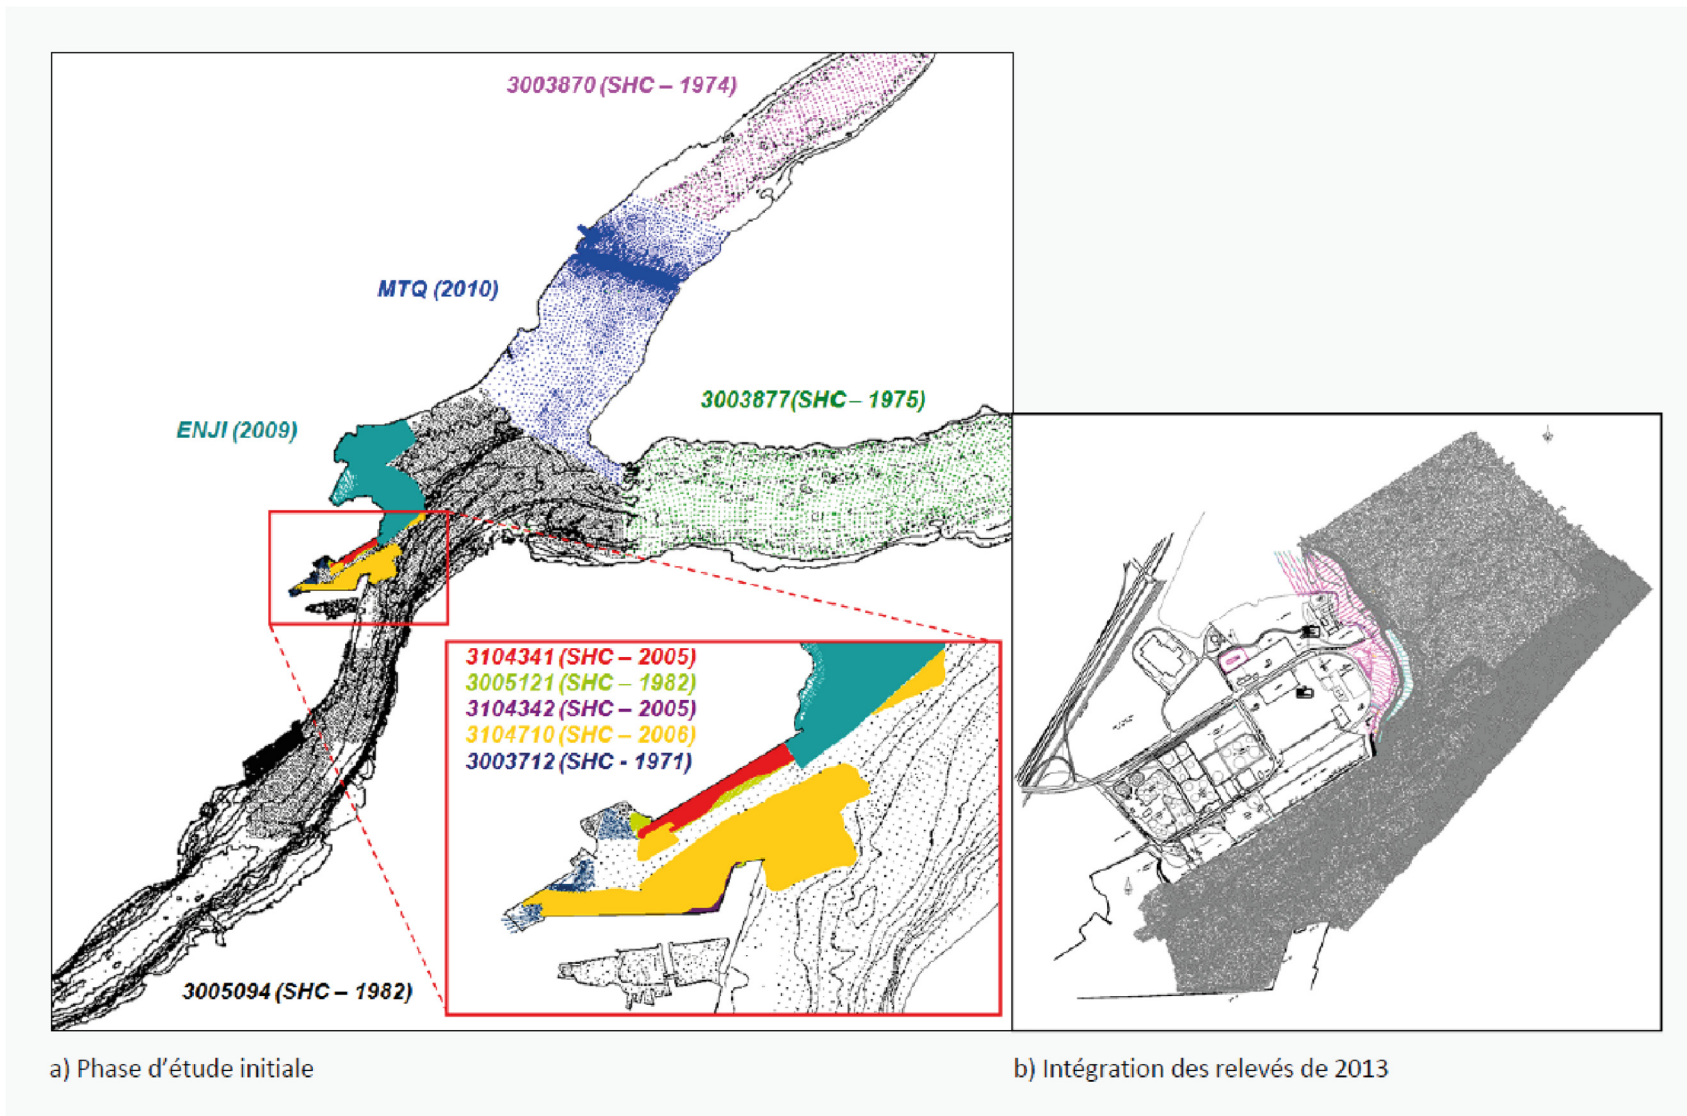 3003870 (SHC – 1974)
MTQ (2010)
3003877(SHC – 1975)
ENJI (2009)
3104341 (SHC – 2005)
3005121 (SHC – 1982)
3104342 (SHC – 2005)
3104710 (SHC – 2006)
3003712 (SHC - 1971)
3005094 (SHC – 1982)
a) Phase d’étude initiale
b) Intégration des relevés de 2013